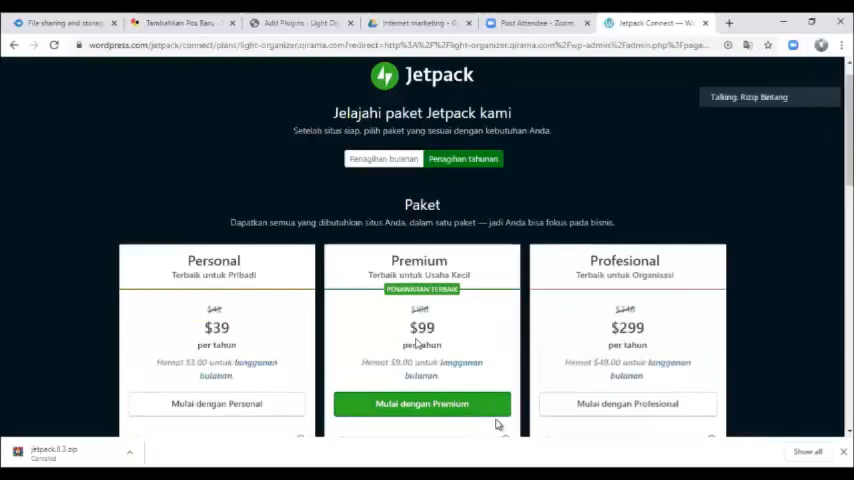 File sharing and storag
Tambahkan Pos Baru
Add Plugins ‹ Light Op
Internet marketing - G
Post Attendee - Zoom
Jetpack Connect — Wo
wordpress.com/jetpack/connect/plans/light-organizer.qirama.com?redirect=http%3A%2F%2Flight-organizer.qirama.com%2Fwp-admin%2Fadmin.php%3Fpage...
Jetpack
Talking: Rizqi Bintang
Jelajahi paket Jetpack kami
Setelah situs siap, pilih paket yang sesuai dengan kebutuhan Anda.
Penagihan bulanan
Penagihan tahunan
Paket
Dapatkan semua yang dibutuhkan situs Anda, dalam satu paket — jadi Anda bisa fokus pada bisnis.
Personal
Terbaik untuk Pribadi
$42
$39
per tahun
Hemat $3.00 untuk langganan
bulanan.
Mulai dengan Personal
Premium
Terbaik untuk Usaha Kecil
PENAWARAN TERBAIK
$108
$99
per tahun
Hemat $9.00 untuk langganan
bulanan.
Mulai dengan Premium
Profesional
Terbaik untuk Organisasi
$348
$299
per tahun
Hemat $49.00 untuk langganan
bulanan.
Mulai dengan Profesional
jetpack.8.3.zip
Canceled
Show all